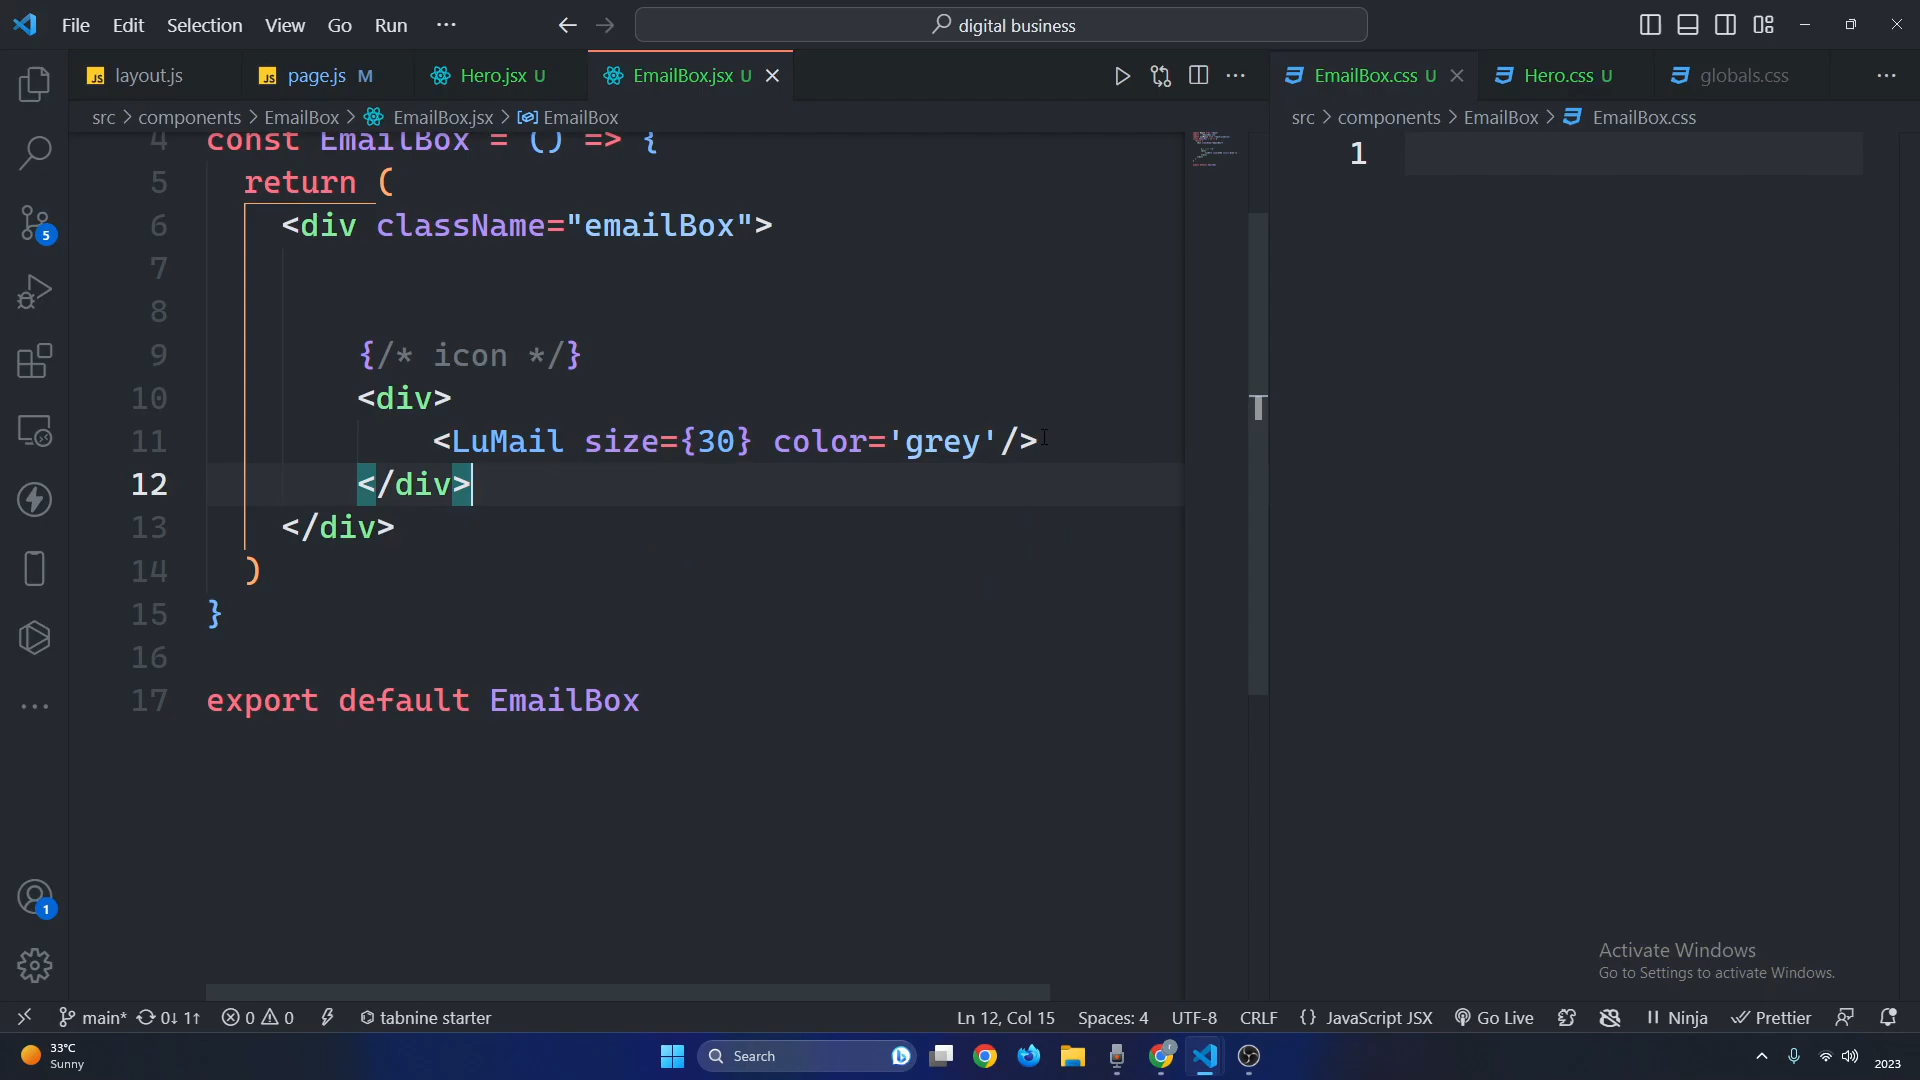 File Edit Selection View Go Run ···
digital business
layout.js
page.js M
Hero.jsx U
EmailBox.jsx U
EmailBox.css U
Hero.css U
globals.css
src > components > EmailBox > EmailBox.jsx > EmailBox
src > components > EmailBox > EmailBox.css
4 const EmailBox = () => {
5 return (
6 <div className="emailBox">
7
8
9 {/* icon */}
10 <div>
11 <LuMail size={30} color='grey'/>
12 </div>
13 </div>
14 )
15 }
16
17 export default EmailBox
1
5
1
Activate Windows
Go to Settings to activate Windows.
main* 0↓ 1↑ 0 0 tabnine starter Ln 12, Col 15 Spaces: 4 UTF-8 CRLF {} JavaScript JSX Go Live Ninja Prettier
33°C
Sunny
Search
2023